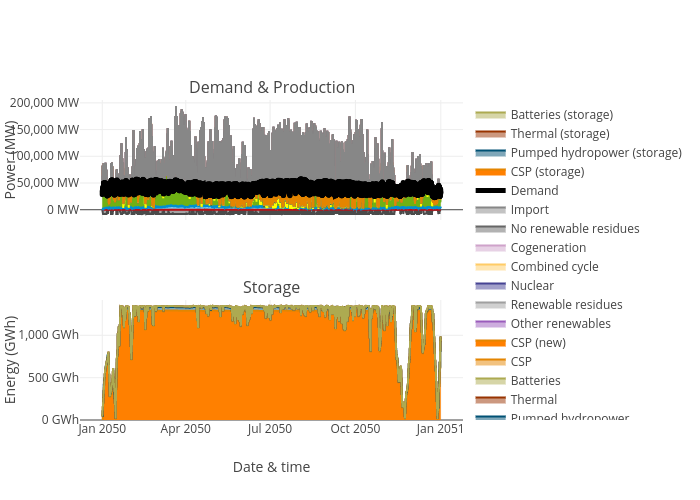 Demand & Production
200,000 MW
150,000 MW
100,000 MW
50,000 MW
0 MW
Power (MW)
Storage
1,000 GWh
500 GWh
0 GWh
Energy (GWh)
Jan 2050
Apr 2050
Jul 2050
Oct 2050
Jan 2051
Date & time
Batteries (storage)
Thermal (storage)
Pumped hydropower (storage)
CSP (storage)
Demand
Import
No renewable residues
Cogeneration
Combined cycle
Nuclear
Renewable residues
Other renewables
CSP (new)
CSP
Batteries
Thermal
Pumped hydropower